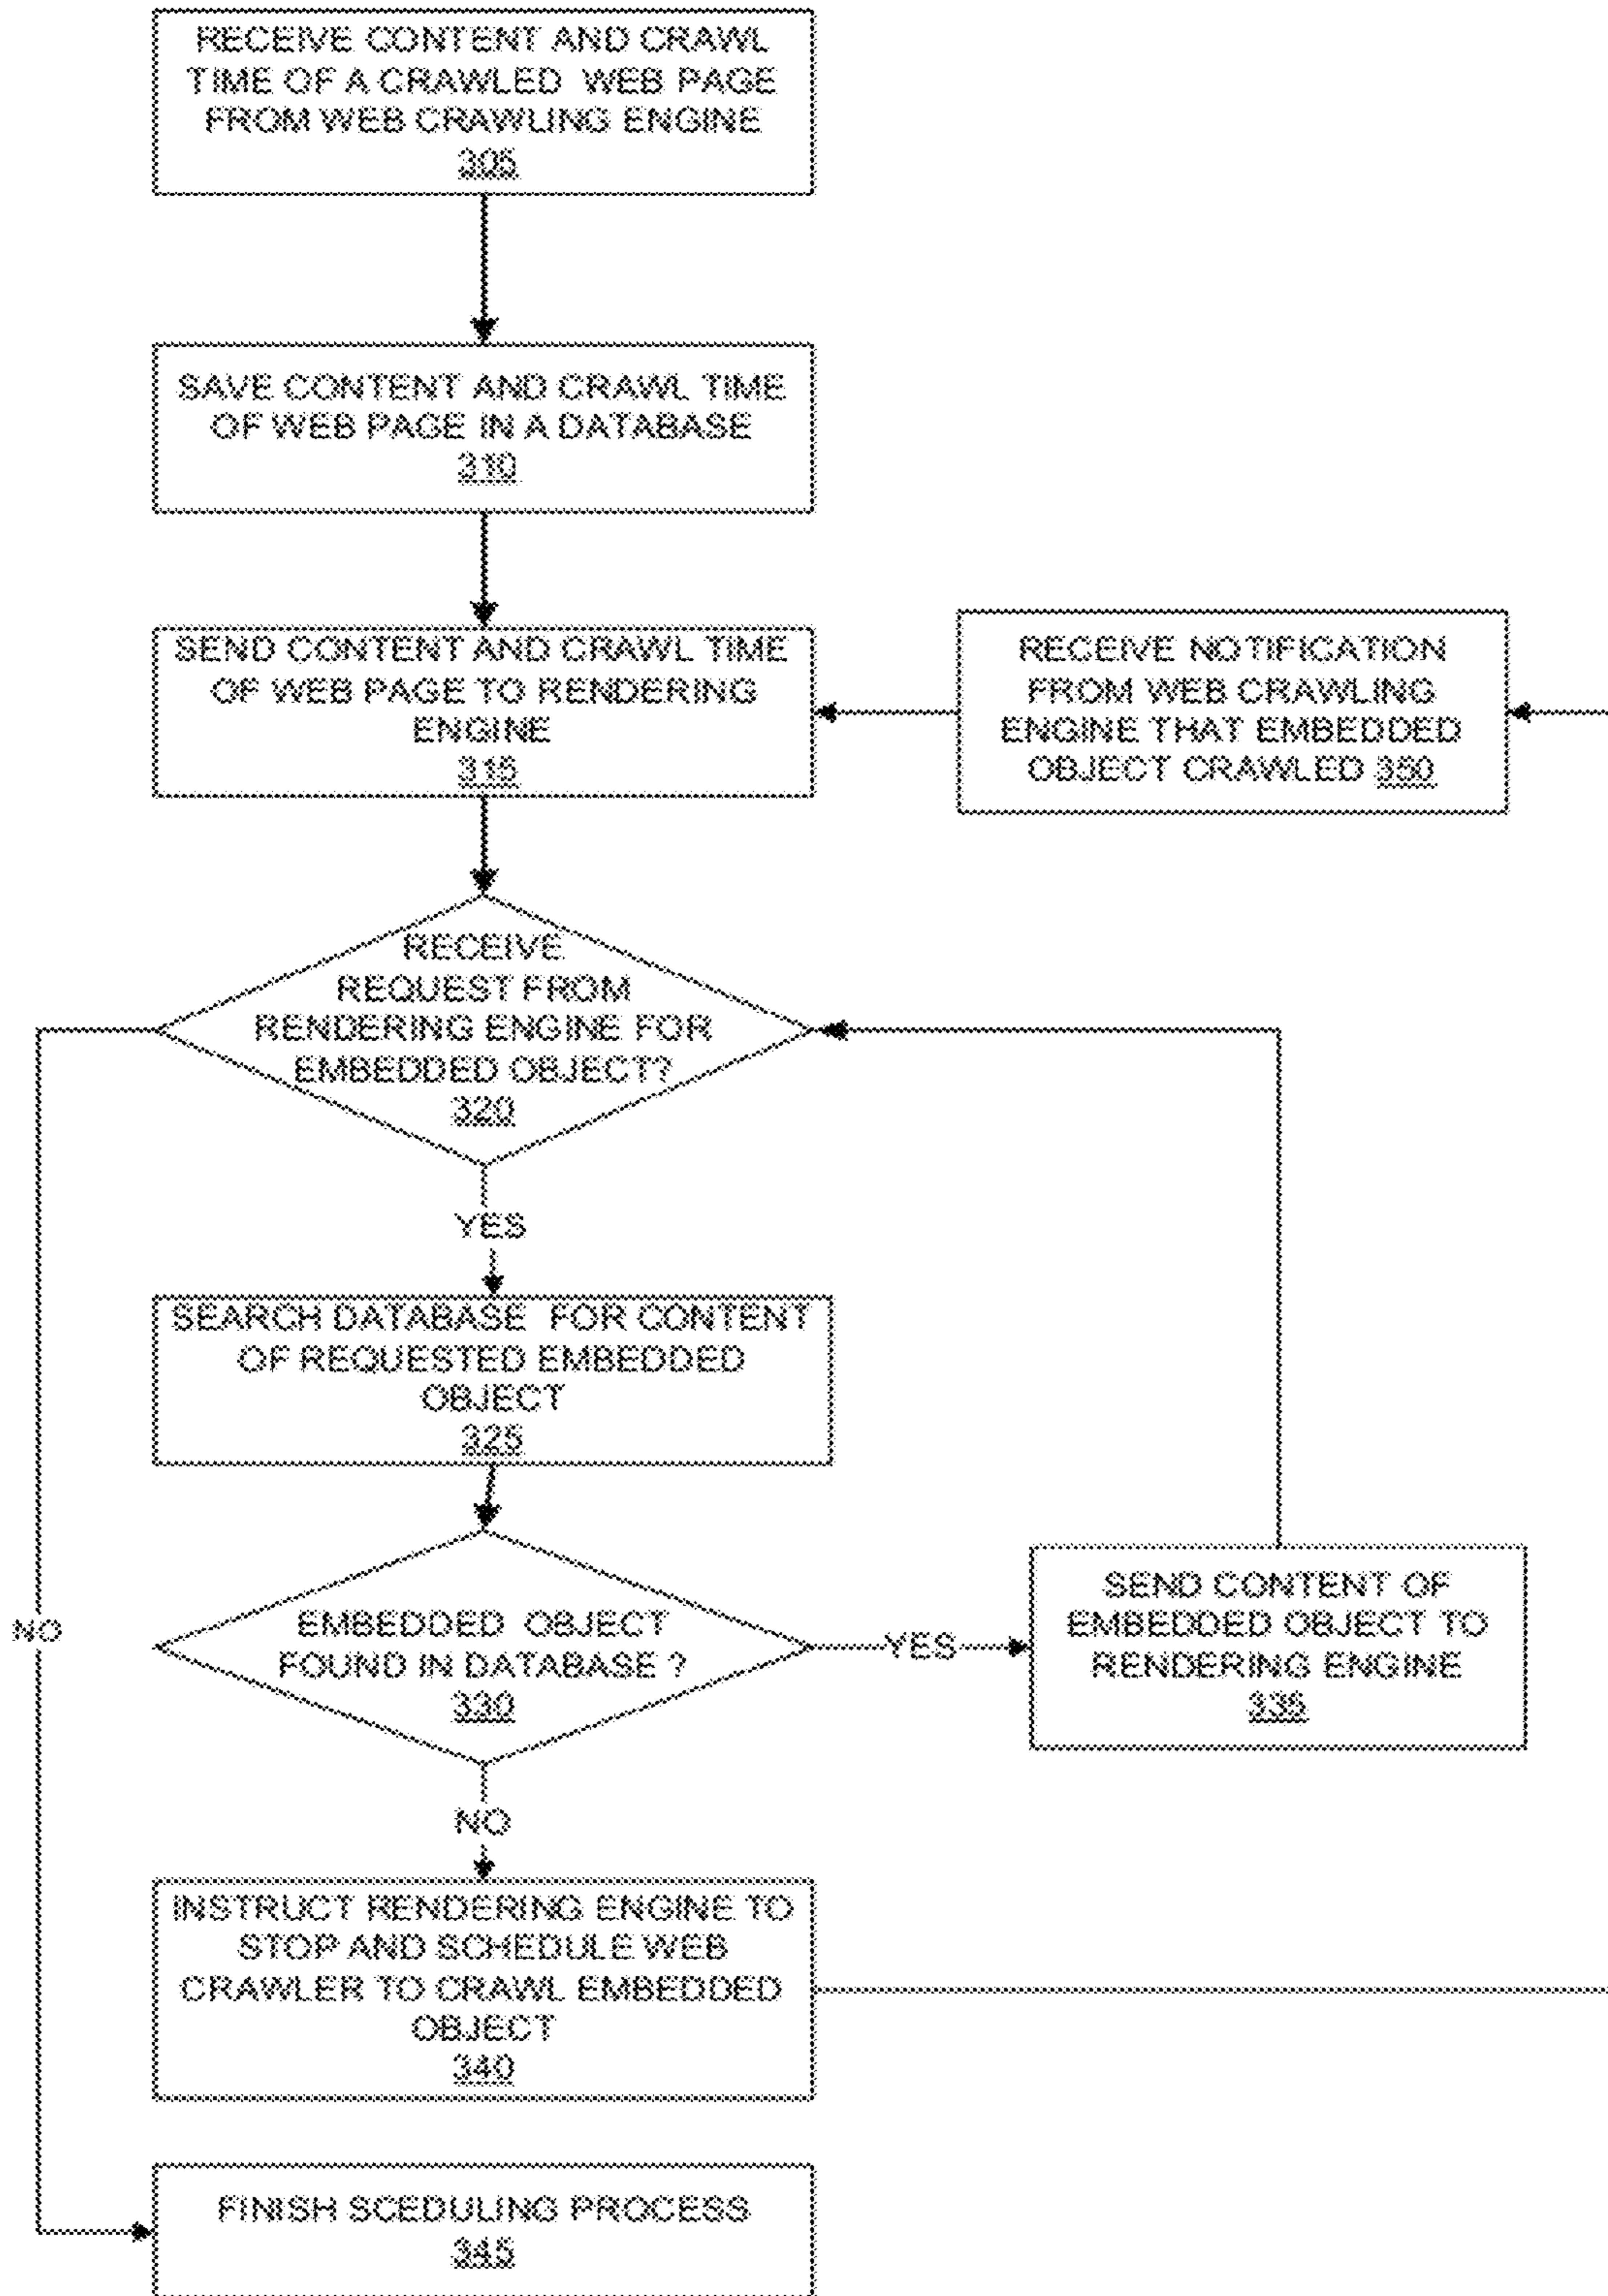 RECEIVE CONTENT AND CRAWL
TIME OF A CRAWLED WEB PAGE
FROM WEB CRAWLING ENGINE
305
SAVE CONTENT AND CRAWL TIME
OF WEB PAGE IN A DATABASE
310
SEND CONTENT AND CRAWL TIME
OF WEB PAGE TO RENDERING
ENGINE
315
RECEIVE NOTIFICATION
FROM WEB CRAWLING
ENGINE THAT EMBEDDED
OBJECT CRAWLED 350
RECEIVE
REQUEST FROM
RENDERING ENGINE FOR
EMBEDDED OBJECT?
320
YES
SEARCH DATABASE FOR CONTENT
OF REQUESTED EMBEDDED
OBJECT
325
NO
EMBEDDED OBJECT
FOUND IN DATABASE ?
330
YES
SEND CONTENT OF
EMBEDDED OBJECT TO
RENDERING ENGINE
335
NO
INSTRUCT RENDERING ENGINE TO
STOP AND SCHEDULE WEB
CRAWLER TO CRAWL EMBEDDED
OBJECT
340
FINISH SCEDULING PROCESS
345